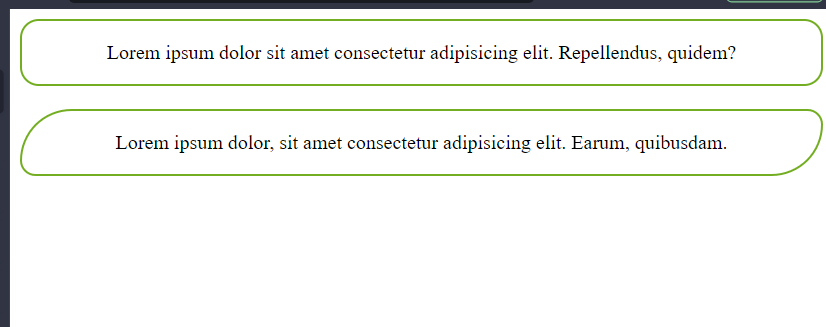 Lorem ipsum dolor sit amet consectetur adipisicing elit. Repellendus, quidem?
Lorem ipsum dolor, sit amet consectetur adipisicing elit. Earum, quibusdam.